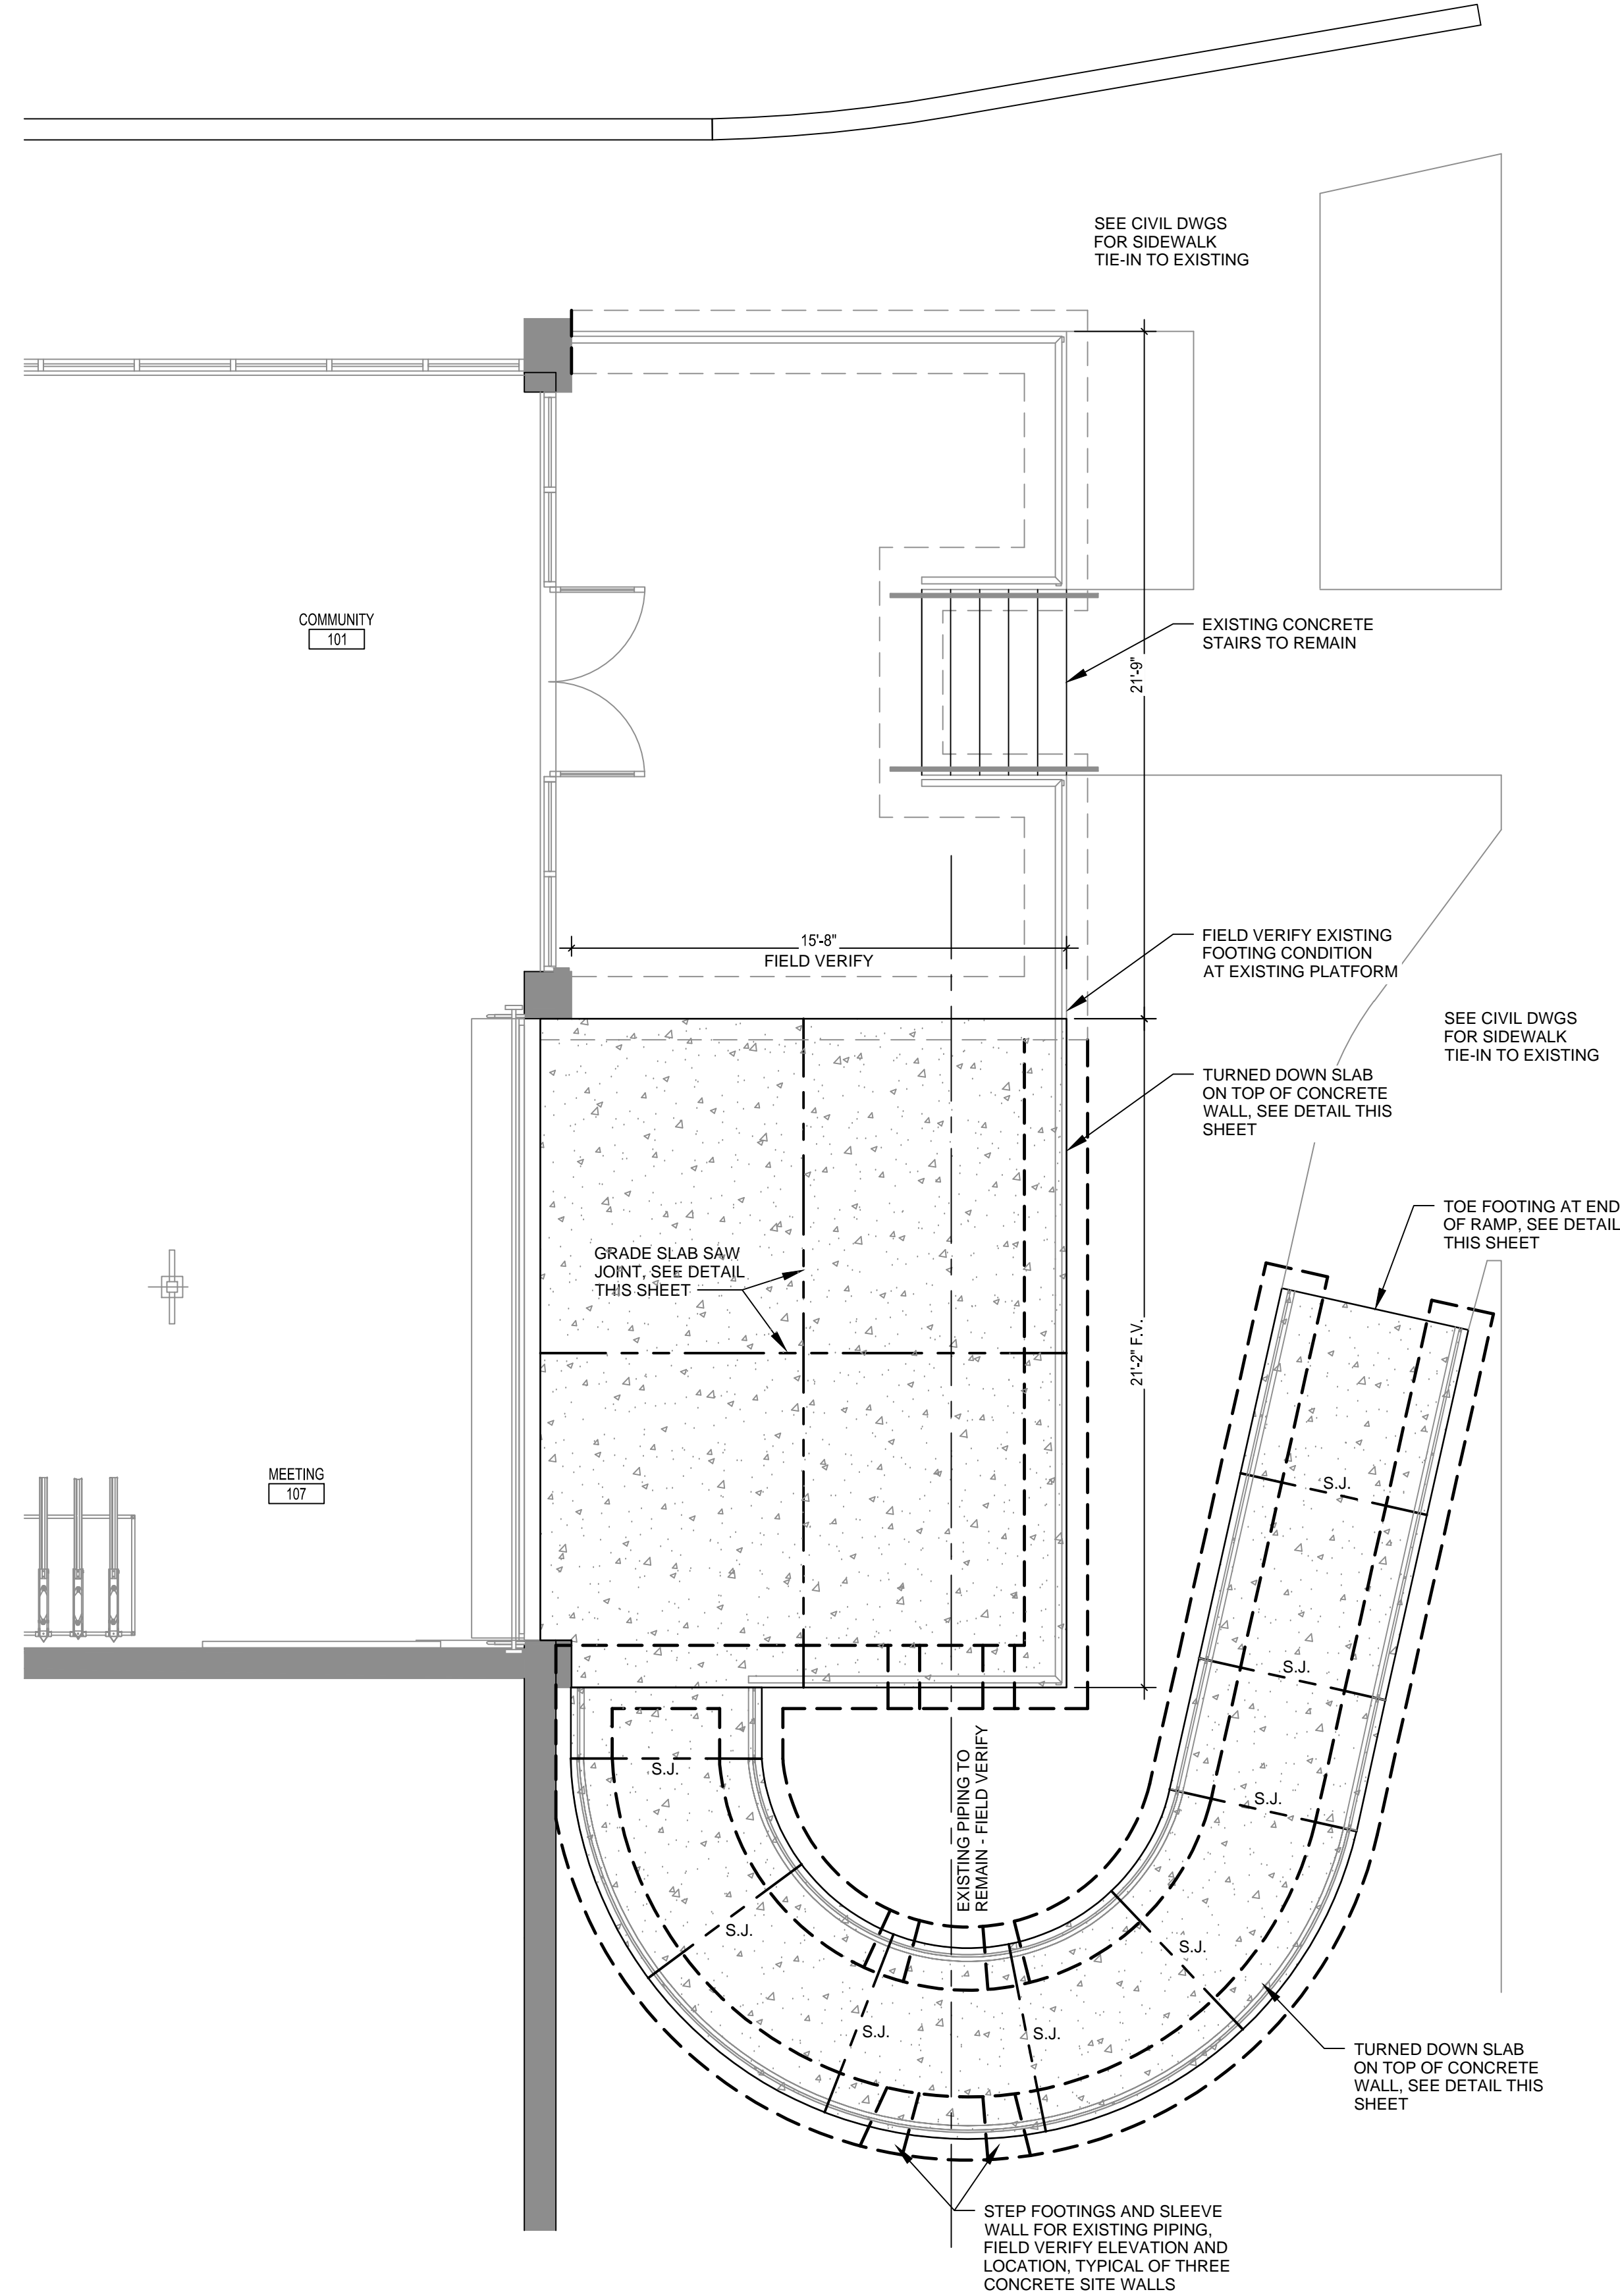 SEE CIVIL DWGS
FOR SIDEWALK
TIE-IN TO EXISTING
COMMUNITY
101
EXISTING CONCRETE
STAIRS TO REMAIN
21'-9"
15'-8"
FIELD VERIFY
FIELD VERIFY EXISTING
FOOTING CONDITION
AT EXISTING PLATFORM
SEE CIVIL DWGS
FOR SIDEWALK
TIE-IN TO EXISTING
TURNED DOWN SLAB
ON TOP OF CONCRETE
WALL, SEE DETAIL THIS
SHEET
TOE FOOTING AT END
OF RAMP, SEE DETAIL
THIS SHEET
GRADE SLAB SAW
JOINT, SEE DETAIL
THIS SHEET
21'-2" F.V.
MEETING
107
S.J.
S.J.
S.J.
S.J.
EXISTING PIPING TO
REMAIN - FIELD VERIFY
S.J.
S.J.
S.J.
S.J.
TURNED DOWN SLAB
ON TOP OF CONCRETE
WALL, SEE DETAIL THIS
SHEET
STEP FOOTINGS AND SLEEVE
WALL FOR EXISTING PIPING,
FIELD VERIFY ELEVATION AND
LOCATION, TYPICAL OF THREE
CONCRETE SITE WALLS